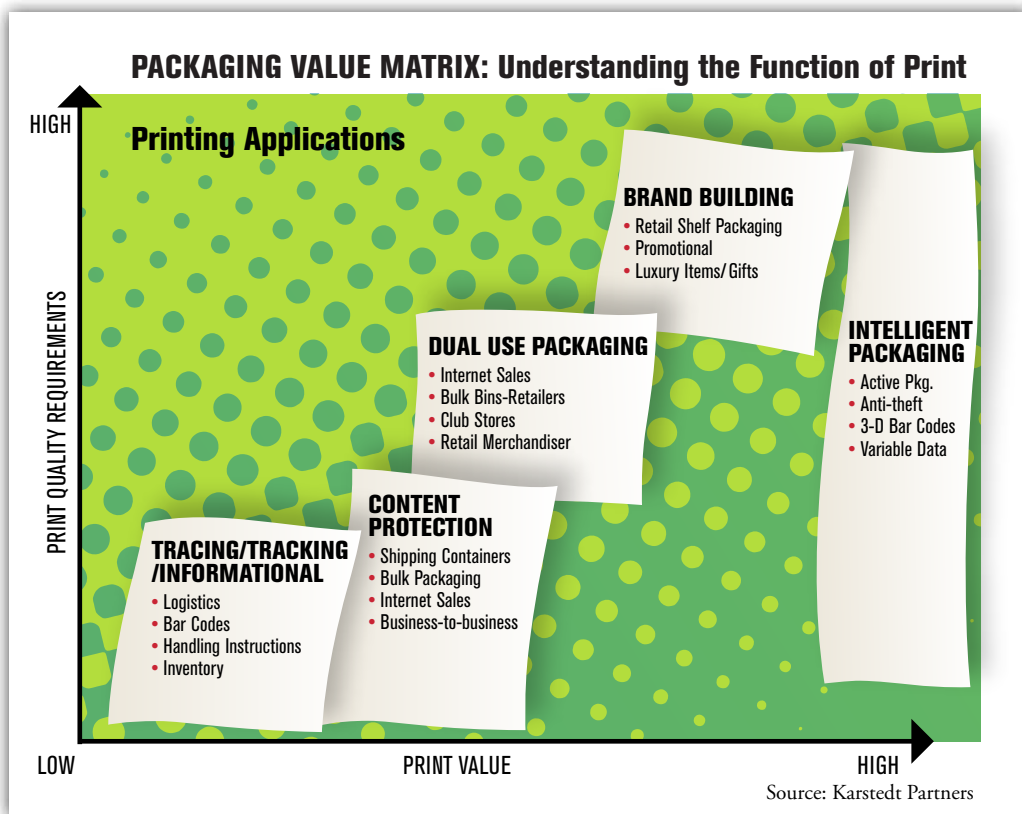 PACKAGING VALUE MATRIX: Understanding the Function of Print
HIGH
Printing Applications
PRINT QUALITY REQUIREMENTS
BRAND BUILDING
• Retail Shelf Packaging
• Promotional
• Luxury Items/Gifts
INTELLIGENT
PACKAGING
• Active Pkg.
• Anti-theft
• 3-D Bar Codes
• Variable Data
DUAL USE PACKAGING
• Internet Sales
• Bulk Bins-Retailers
• Club Stores
• Retail Merchandiser
CONTENT
PROTECTION
• Shipping Containers
• Bulk Packaging
• Internet Sales
• Business-to-business
TRACING/TRACKING
/INFORMATIONAL
• Logistics
• Bar Codes
• Handling Instructions
• Inventory
LOW
PRINT VALUE
HIGH
Source: Karstedt Partners